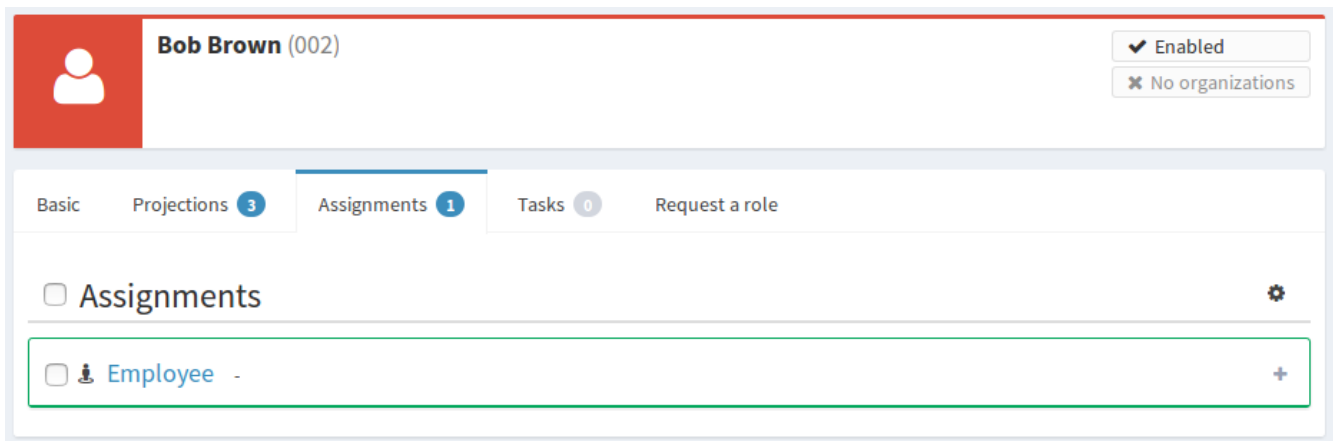 Bob Brown (002)
Enabled
No organizations
Basic Projections 3 Assignments 1 Tasks 0 Request a role
Assignments
Employee -